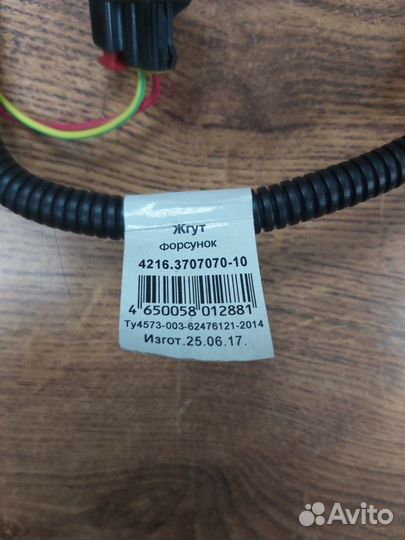 Жгут
форсунок
4216.3707070-10
4 650058 012881
Ту4573-003-62476121-2014
Изгот.25.06.17.
Avito